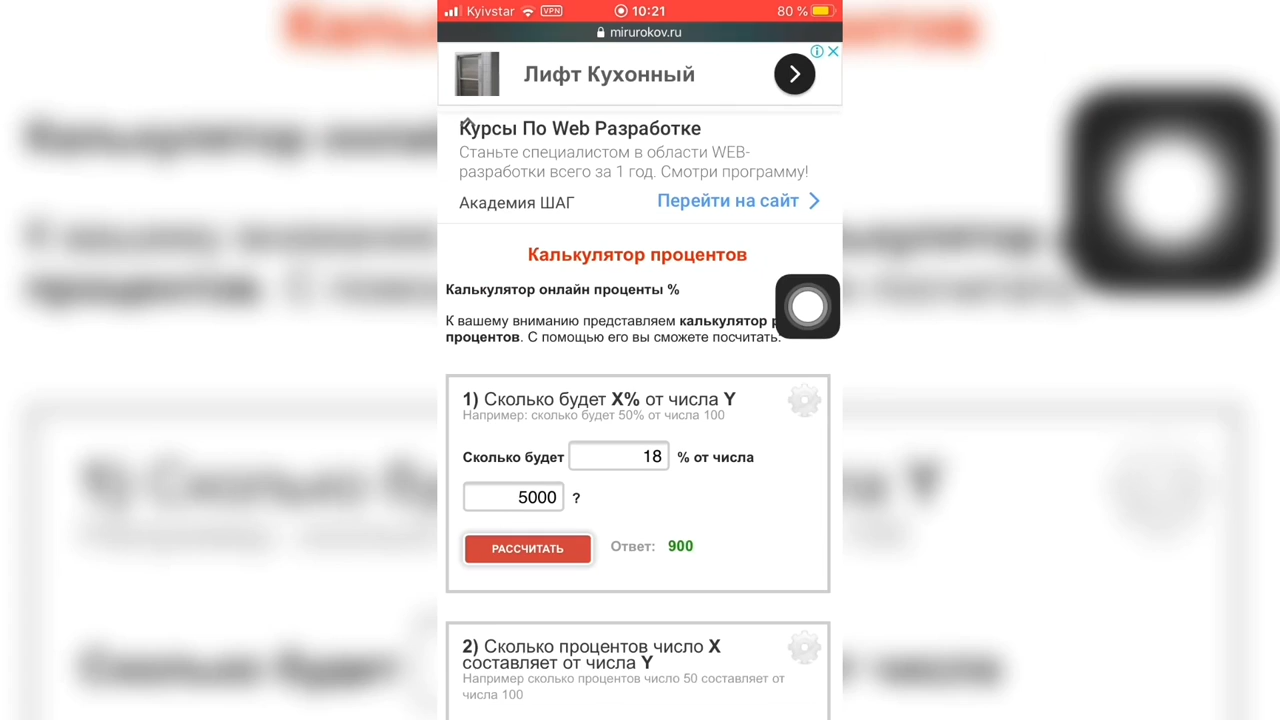 Kyivstar VPN 10:21 80 %
mirurokov.ru
Лифт Кухонный
Курсы По Web Разработке
Станьте специалистом в области WEB-
разработки всего за 1 год. Смотри программу!
Академия ШАГ Перейти на сайт
Калькулятор процентов
Калькулятор онлайн проценты %
К вашему вниманию представляем калькулятор
процентов. С помощью его вы сможете посчитать:
1) Сколько будет X% от числа Y
Например: сколько будет 50% от числа 100
Сколько будет 18 % от числа
5000 ?
РАССЧИТАТЬ Ответ: 900
2) Сколько процентов число X
составляет от числа Y
Например сколько процентов число 50 составляет от
числа 100